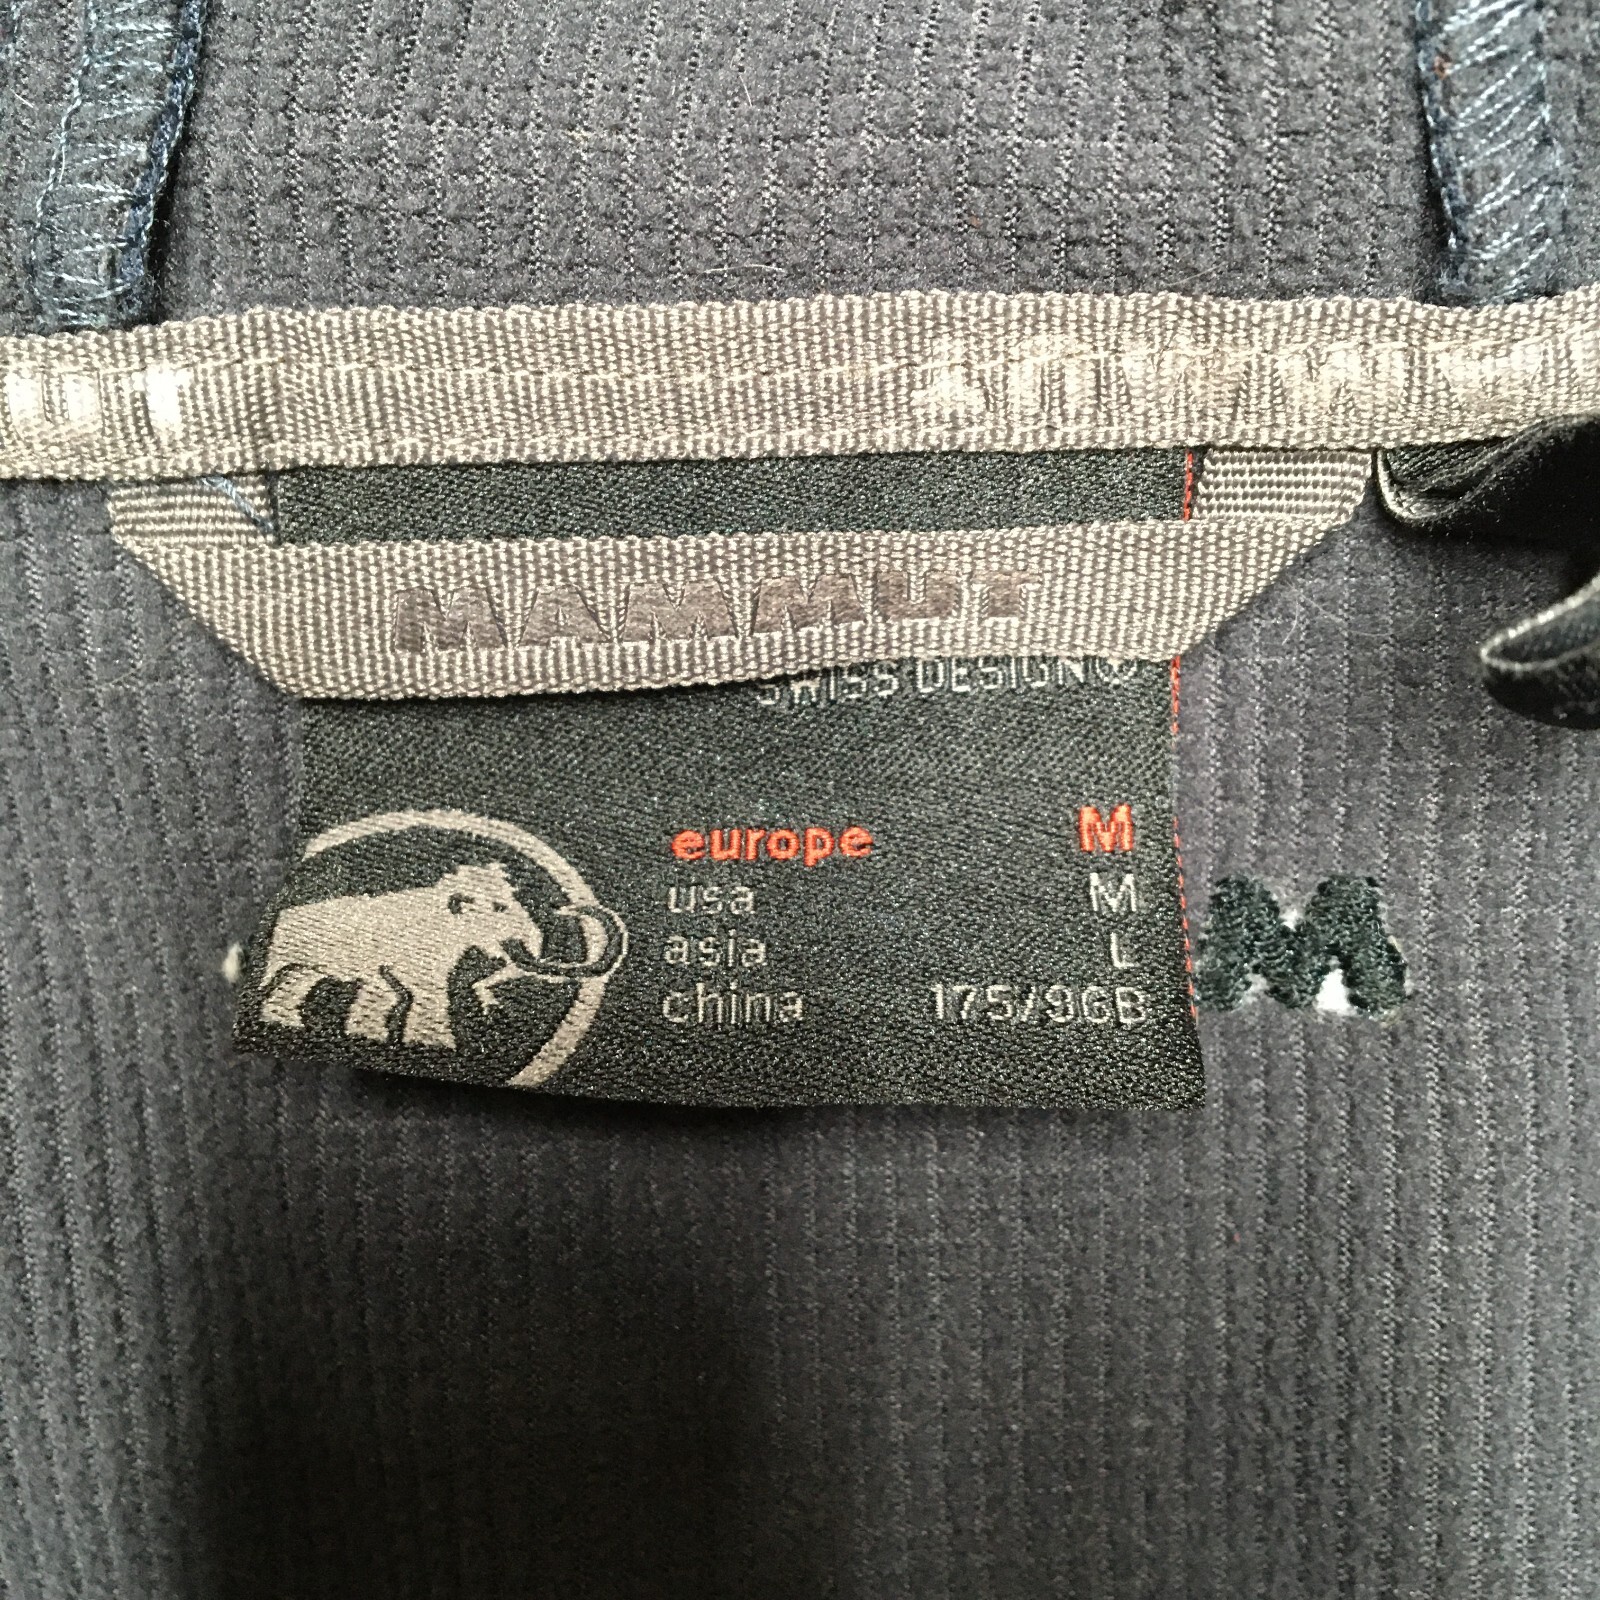 MAMMUT
SWISS DESIGN
europe M
usa M
asia L
china 175/96B
M